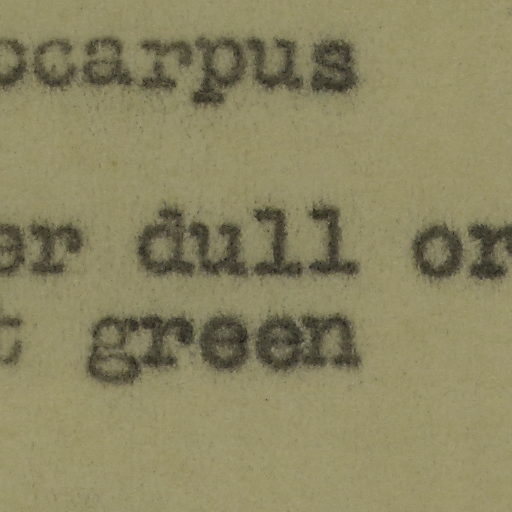 ocarpus
er dull or
t green